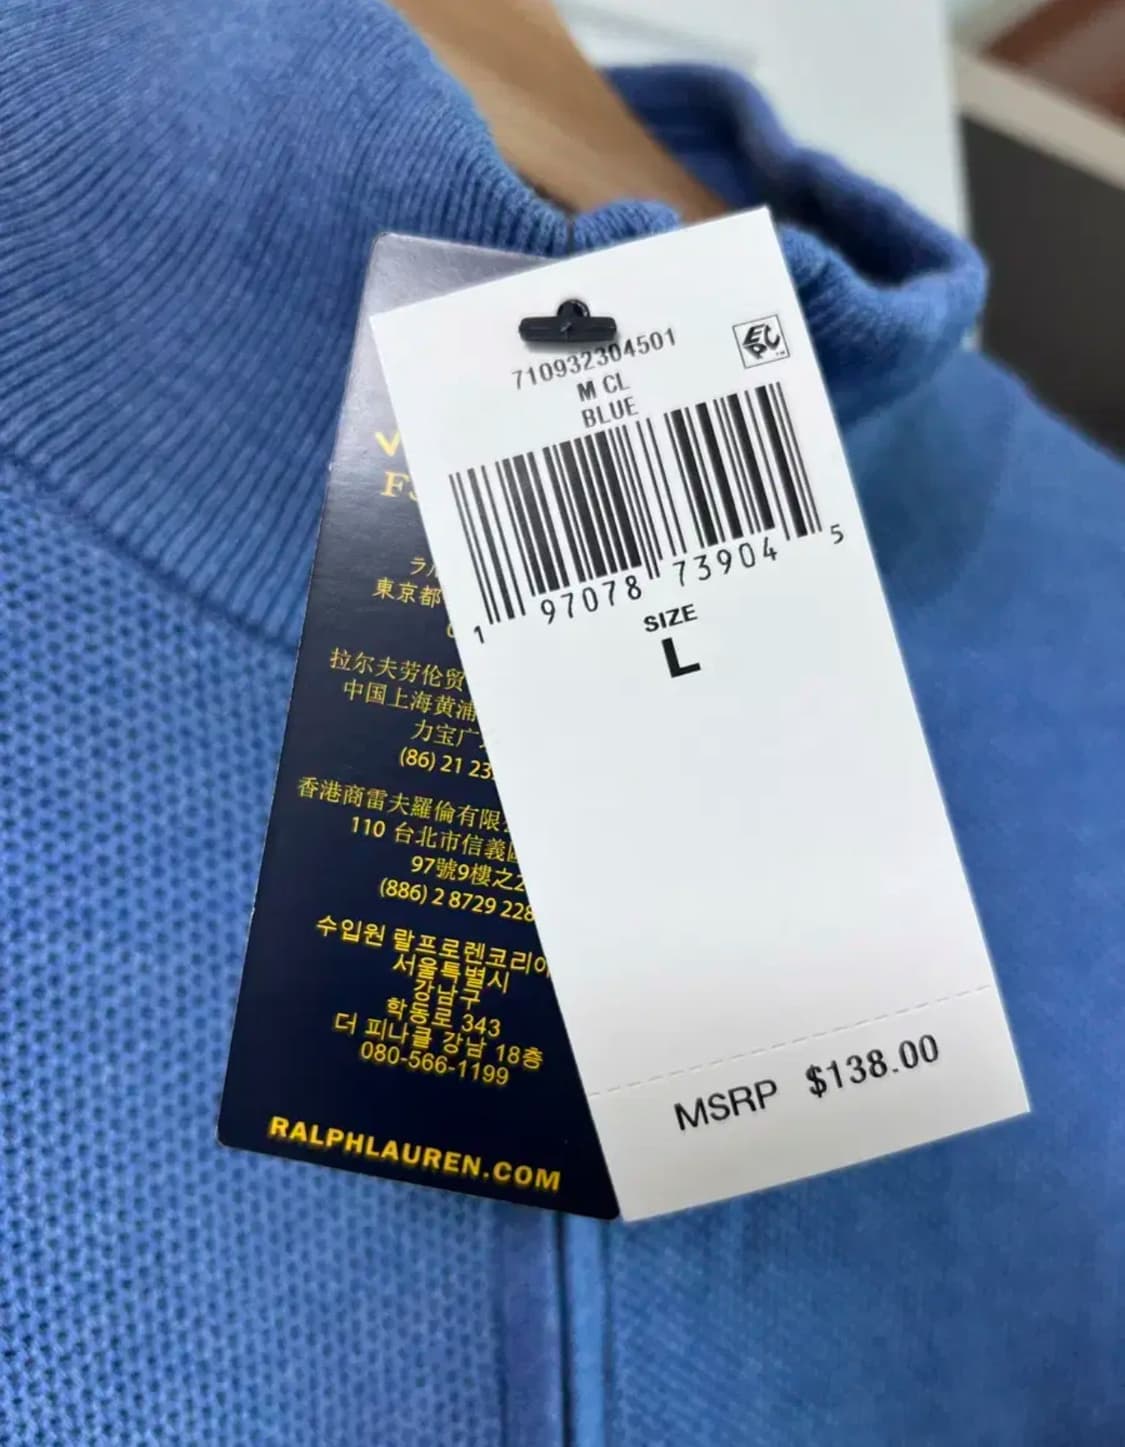 710932304501
M CL
BLUE
1 97078 73904 5
SIZE
L
MSRP $138.00
東京都
拉尔夫劳伦贸
中国上海黄浦
力宝广
(86) 21 23
香港商雷夫羅倫有限
110 台北市信義
97號9樓之2
(886) 2 8729 228
수입원 랄프로렌코리아
서울특별시
강남구
학동로 343
더 피나클 강남 18층
080-566-1199
RALPHLAUREN.COM